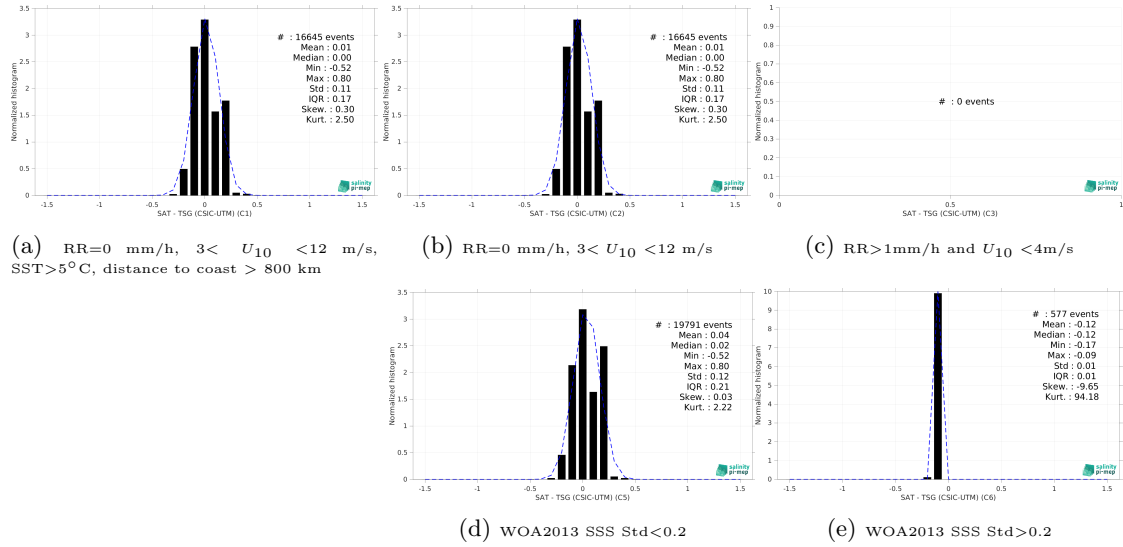 3.5
3
2.5
2
1.5
1
0.5
0
Normalized histogram
# : 16645 events
Mean : 0.01
Median : 0.00
Min : -0.52
Max : 0.80
Std : 0.11
IQR : 0.17
Skew. : 0.30
Kurt. : 2.50
salinity
pi-mep
-1.5 -1 -0.5 0 0.5 1 1.5
SAT - TSG (CSIC-UTM) (C1)
(a) RR=0 mm/h, 3< U10 <12 m/s,
SST>5°C, distance to coast > 800 km
3.5
3
2.5
2
1.5
1
0.5
0
Normalized histogram
# : 16645 events
Mean : 0.01
Median : 0.00
Min : -0.52
Max : 0.80
Std : 0.11
IQR : 0.17
Skew. : 0.30
Kurt. : 2.50
salinity
pi-mep
-1.5 -1 -0.5 0 0.5 1 1.5
SAT - TSG (CSIC-UTM) (C2)
(b) RR=0 mm/h, 3< U10 <12 m/s
1
0.9
0.8
0.7
0.6
0.5
0.4
0.3
0.2
0.1
0
Normalized histogram
# : 0 events
salinity
pi-mep
0 0.5 1
SAT - TSG (CSIC-UTM) (C3)
(c) RR>1mm/h and U10 <4m/s
3.5
3
2.5
2
1.5
1
0.5
0
Normalized histogram
# : 19791 events
Mean : 0.04
Median : 0.02
Min : -0.52
Max : 0.80
Std : 0.12
IQR : 0.21
Skew. : 0.03
Kurt. : 2.22
salinity
pi-mep
-1.5 -1 -0.5 0 0.5 1 1.5
SAT - TSG (CSIC-UTM) (C5)
(d) WOA2013 SSS Std<0.2
10
9
8
7
6
5
4
3
2
1
0
Normalized histogram
# : 577 events
Mean : -0.12
Median : -0.12
Min : -0.17
Max : -0.09
Std : 0.01
IQR : 0.01
Skew. : -9.65
Kurt. : 94.18
salinity
pi-mep
-1.5 -1 -0.5 0 0.5 1 1.5
SAT - TSG (CSIC-UTM) (C6)
(e) WOA2013 SSS Std>0.2